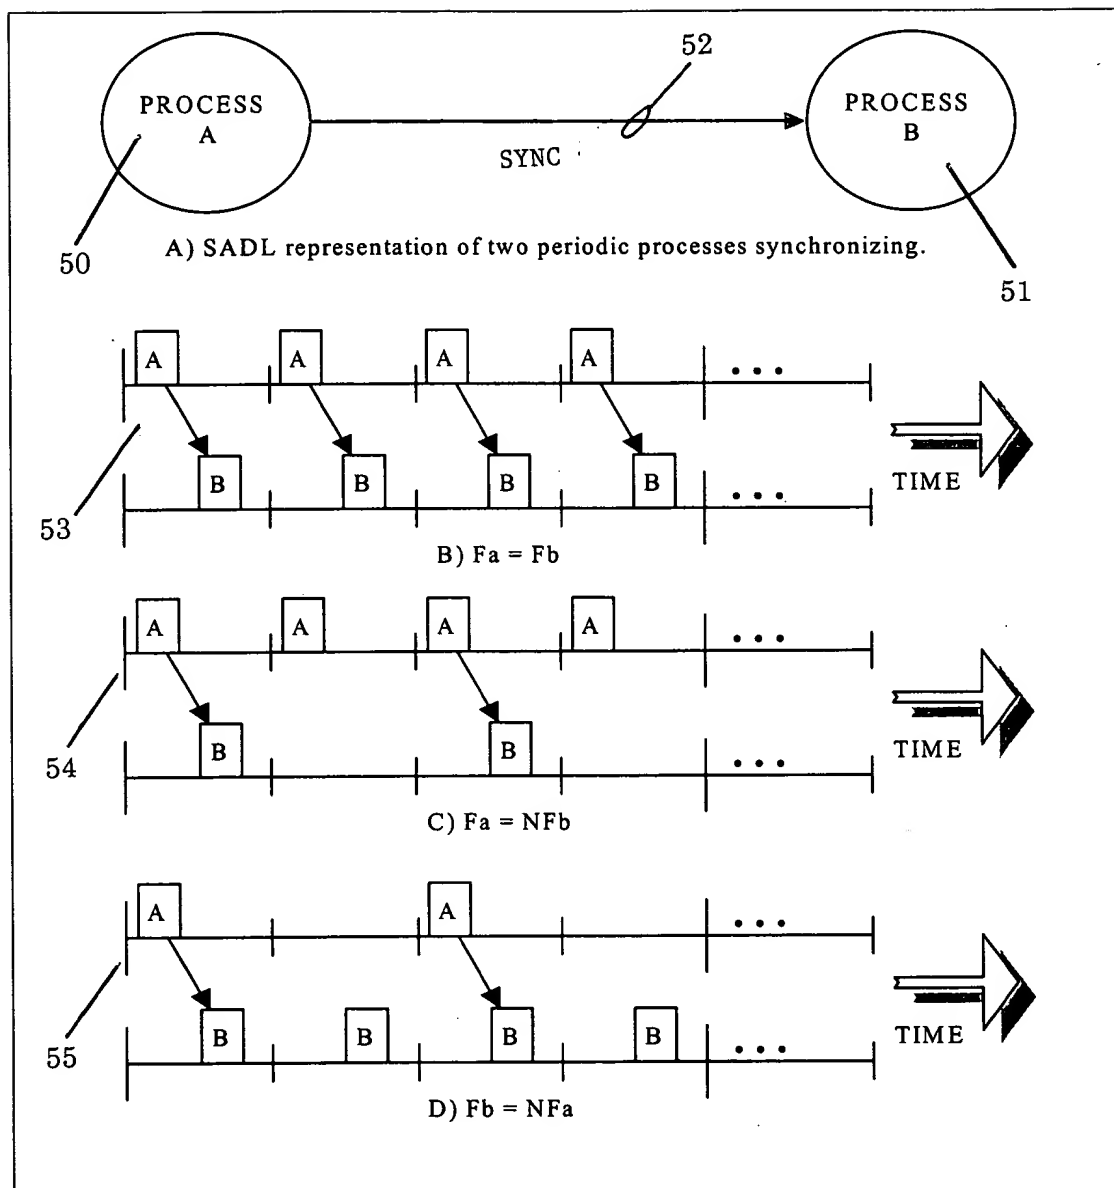 52
PROCESS
A
PROCESS
B
SYNC
50
A) SADL representation of two periodic processes synchronizing.
51
A A A A • • •
53
B B B B • • •
TIME
B) Fa = Fb
A A A A • • •
54
B B • • •
TIME
C) Fa = NFb
A A • • •
55
B B B B • • •
TIME
D) Fb = NFa